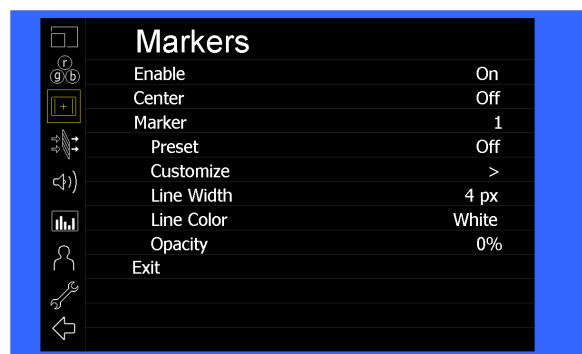 Markers
r
g b
Enable On
Center Off
Marker 1
Preset Off
Customize >
Line Width 4 px
Line Color White
Opacity 0%
Exit